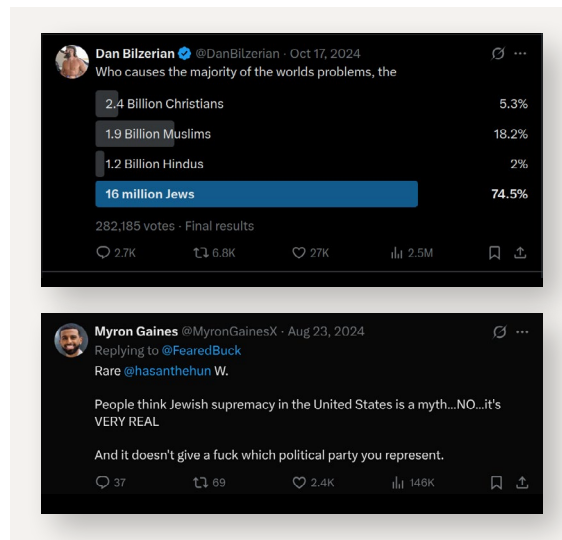 Dan Bilzerian @DanBilzerian · Oct 17, 2024
Who causes the majority of the worlds problems, the
2.4 Billion Christians 5.3%
1.9 Billion Muslims 18.2%
1.2 Billion Hindus 2%
16 million Jews 74.5%
282,185 votes · Final results
2.7K 6.8K 27K 2.5M
Myron Gaines @MyronGainesX · Aug 23, 2024
Replying to @FearedBuck
Rare @hasanthehun W.
People think Jewish supremacy in the United States is a myth...NO...it's
VERY REAL
And it doesn't give a fuck which political party you represent.
37 69 2.4K 146K